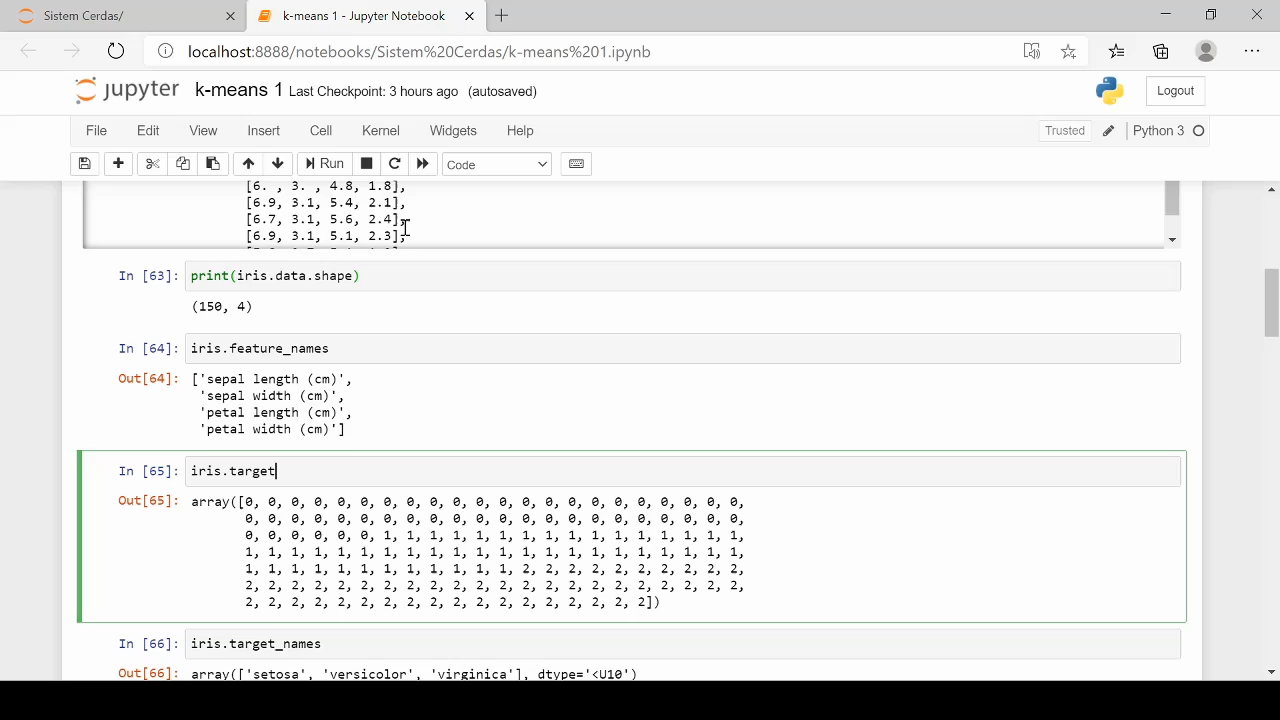 Sistem Cerdas/
k-means 1 - Jupyter Notebook
localhost:8888/notebooks/Sistem%20Cerdas/k-means%201.ipynb
jupyter k-means 1 Last Checkpoint: 3 hours ago (autosaved)
Logout
File Edit View Insert Cell Kernel Widgets Help
Trusted Python 3
Run Code
[6. , 3. , 4.8, 1.8],
[6.9, 3.1, 5.4, 2.1],
[6.7, 3.1, 5.6, 2.4],
[6.9, 3.1, 5.1, 2.3],
In [63]: print(iris.data.shape)
(150, 4)
In [64]: iris.feature_names
Out[64]: ['sepal length (cm)',
'sepal width (cm)',
'petal length (cm)',
'petal width (cm)']
In [65]: iris.target
Out[65]: array([0, 0, 0, 0, 0, 0, 0, 0, 0, 0, 0, 0, 0, 0, 0, 0, 0, 0, 0, 0, 0, 0,
0, 0, 0, 0, 0, 0, 0, 0, 0, 0, 0, 0, 0, 0, 0, 0, 0, 0, 0, 0, 0, 0,
0, 0, 0, 0, 0, 0, 1, 1, 1, 1, 1, 1, 1, 1, 1, 1, 1, 1, 1, 1, 1, 1,
1, 1, 1, 1, 1, 1, 1, 1, 1, 1, 1, 1, 1, 1, 1, 1, 1, 1, 1, 1, 1, 1,
1, 1, 1, 1, 1, 1, 1, 1, 1, 1, 1, 1, 2, 2, 2, 2, 2, 2, 2, 2, 2, 2,
2, 2, 2, 2, 2, 2, 2, 2, 2, 2, 2, 2, 2, 2, 2, 2, 2, 2, 2, 2, 2, 2,
2, 2, 2, 2, 2, 2, 2, 2, 2, 2, 2, 2, 2, 2, 2, 2, 2, 2])
In [66]: iris.target_names
Out[66]: array(['setosa', 'versicolor', 'virginica'], dtype='<U10')